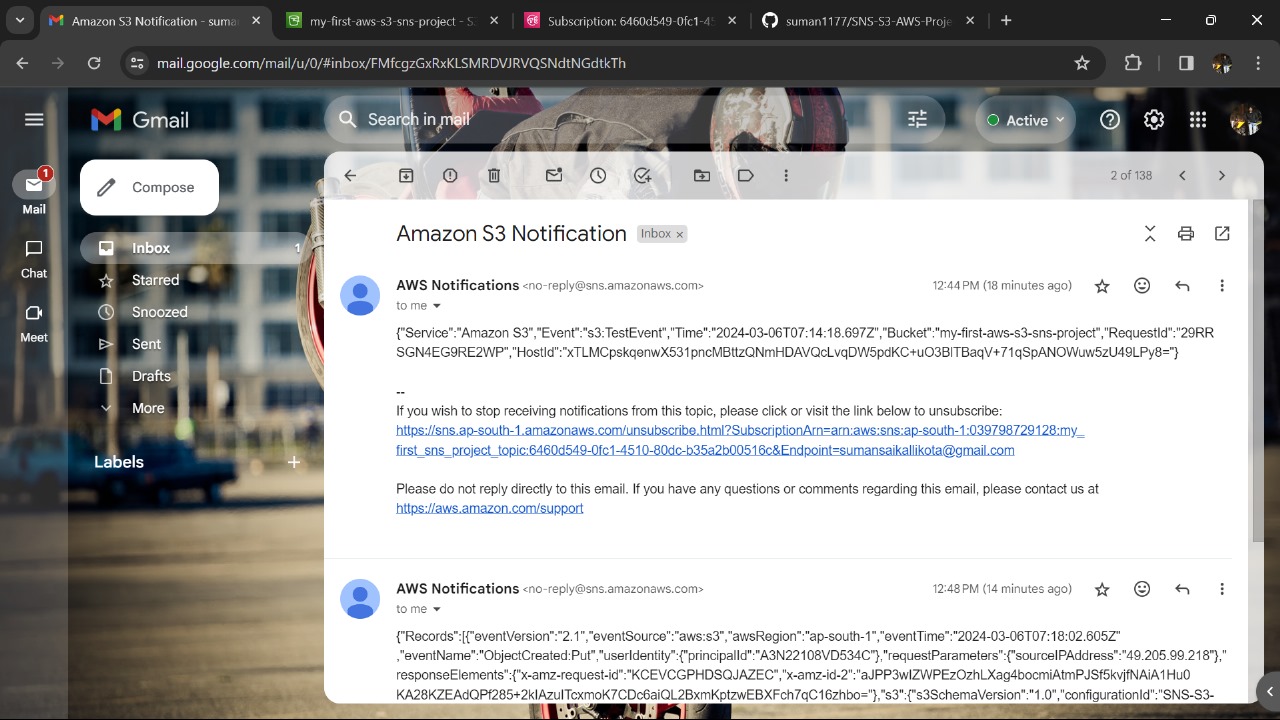 Amazon S3 Notification - suma
my-first-aws-s3-sns-project - S3
Subscription: 6460d549-0fc1-45
suman1177/SNS-S3-AWS-Proje
mail.google.com/mail/u/0/#inbox/FMfcgzGxRxKLSMRDVJRVQSNdtNGdtkTh
Gmail
Search in mail
Active
1
Mail
Chat
Meet
Compose
Inbox 1
Starred
Snoozed
Sent
Drafts
More
Labels
2 of 138
Amazon S3 Notification Inbox ×
AWS Notifications <no-reply@sns.amazonaws.com> 12:44 PM (18 minutes ago)
to me
{"Service":"Amazon S3","Event":"s3:TestEvent","Time":"2024-03-06T07:14:18.697Z","Bucket":"my-first-aws-s3-sns-project","RequestId":"29RR
SGN4EG9RE2WP","HostId":"xTLMCpskqenwX531pncMBttzQNmHDAVQcLvqDW5pdKC+uO3BlTBaqV+71qSpANOWuw5zU49LPy8="}
--
If you wish to stop receiving notifications from this topic, please click or visit the link below to unsubscribe:
https://sns.ap-south-1.amazonaws.com/unsubscribe.html?SubscriptionArn=arn:aws:sns:ap-south-1:039798729128:my_
first_sns_project_topic:6460d549-0fc1-4510-80dc-b35a2b00516c&Endpoint=sumansaikallikota@gmail.com
Please do not reply directly to this email. If you have any questions or comments regarding this email, please contact us at
https://aws.amazon.com/support
AWS Notifications <no-reply@sns.amazonaws.com> 12:48 PM (14 minutes ago)
to me
{"Records":[{"eventVersion":"2.1","eventSource":"aws:s3","awsRegion":"ap-south-1","eventTime":"2024-03-06T07:18:02.605Z"
,"eventName":"ObjectCreated:Put","userIdentity":{"principalId":"A3N22108VD534C"},"requestParameters":{"sourceIPAddress":"49.205.99.218"},"
responseElements":{"x-amz-request-id":"KCEVCGPHDSQJAZEC","x-amz-id-2":"aJPP3wIZWPEzOzhLXag4bocmiAtmPJSf5kvjfNAiA1Hu0
KA28KZEAdQPf285+2kIAzuITcxmoK7CDc6aiQL2BxmKptzwEBXFch7qC16zhbo="},"s3":{"s3SchemaVersion":"1.0","configurationId":"SNS-S3-